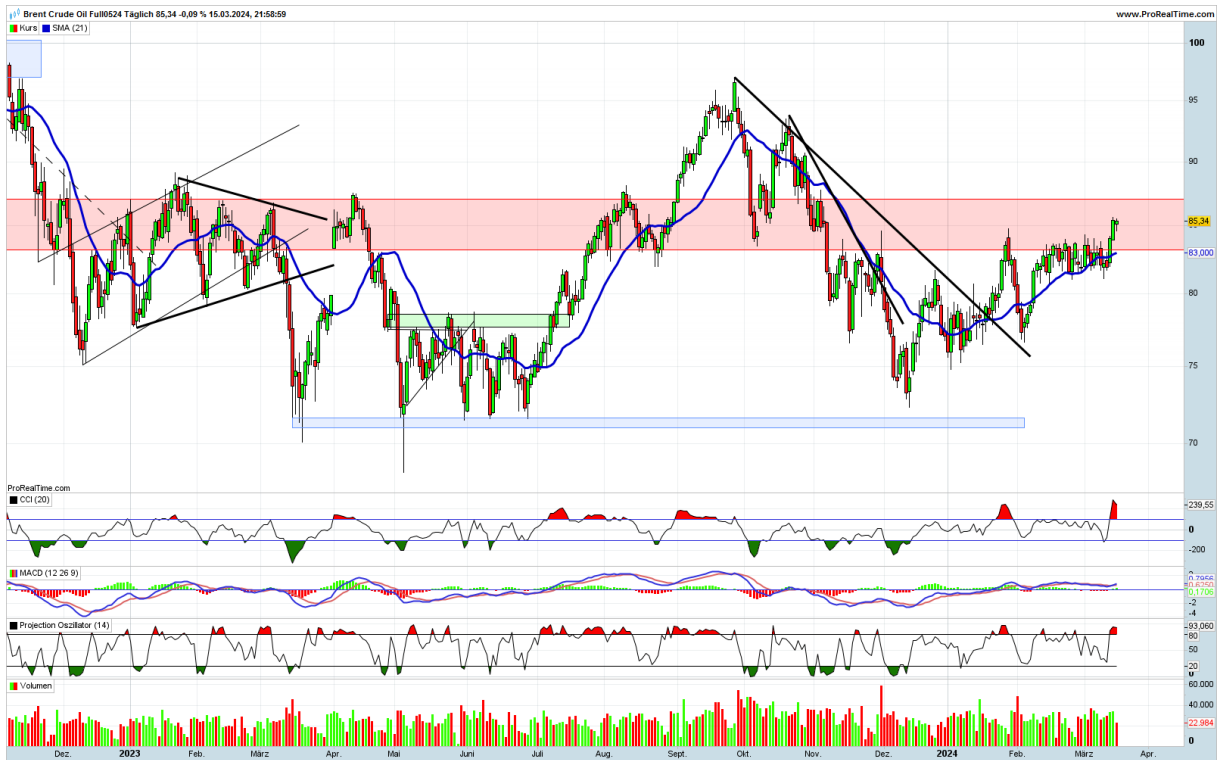 Brent Crude Oil Full0524 Täglich 85,34 -0,09 % 15.03.2024, 21:58:59
www.ProRealTime.com
Kurs SMA (21)
100
95
90
85,34
83,000
80
75
70
ProRealTime.com
CCI (20)
239,55
0
-200
MACD (12 26 9)
0,7956
0,6250
0,1706
-2
-4
Projection Oszillator (14)
93,060
80
50
20
0
Volumen
60.000
40.000
22.984
0
Dez. 2023 Feb. März Apr. Mai Juni Juli Aug. Sept. Okt. Nov. Dez. 2024 Feb. März Apr.